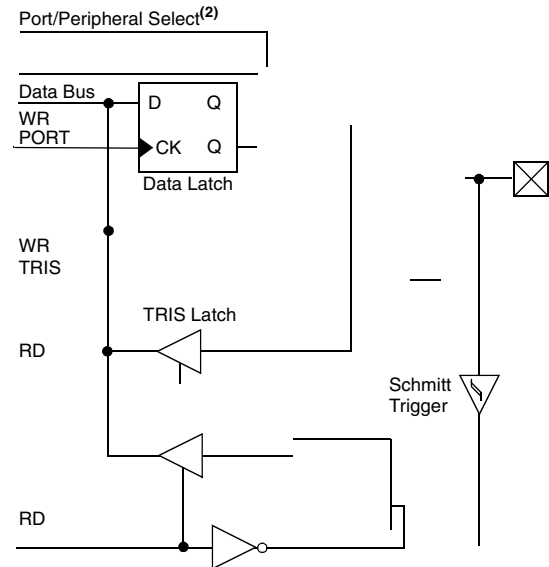 Port/Peripheral Select(2)
Data Bus
D Q
WR
PORT
CK Q
Data Latch
WR
TRIS
TRIS Latch
RD
Schmitt
Trigger
RD